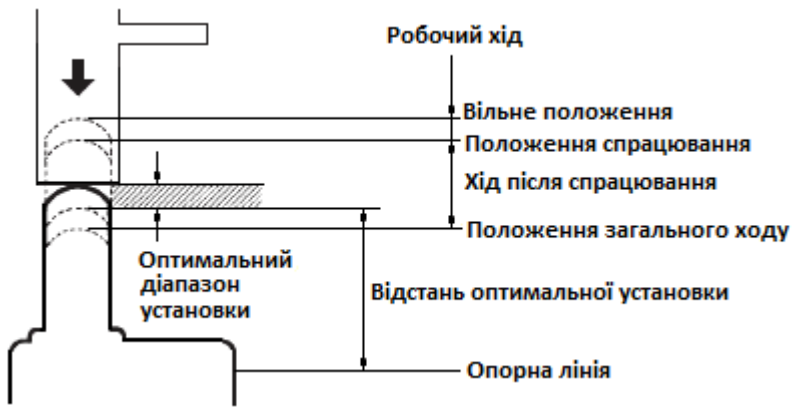 Робочий хід
Вільне положення
Положення спрацювання
Хід після спрацювання
Положення загального ходу
Оптимальний
діапазон
установки
Відстань оптимальної установки
Опорна лінія